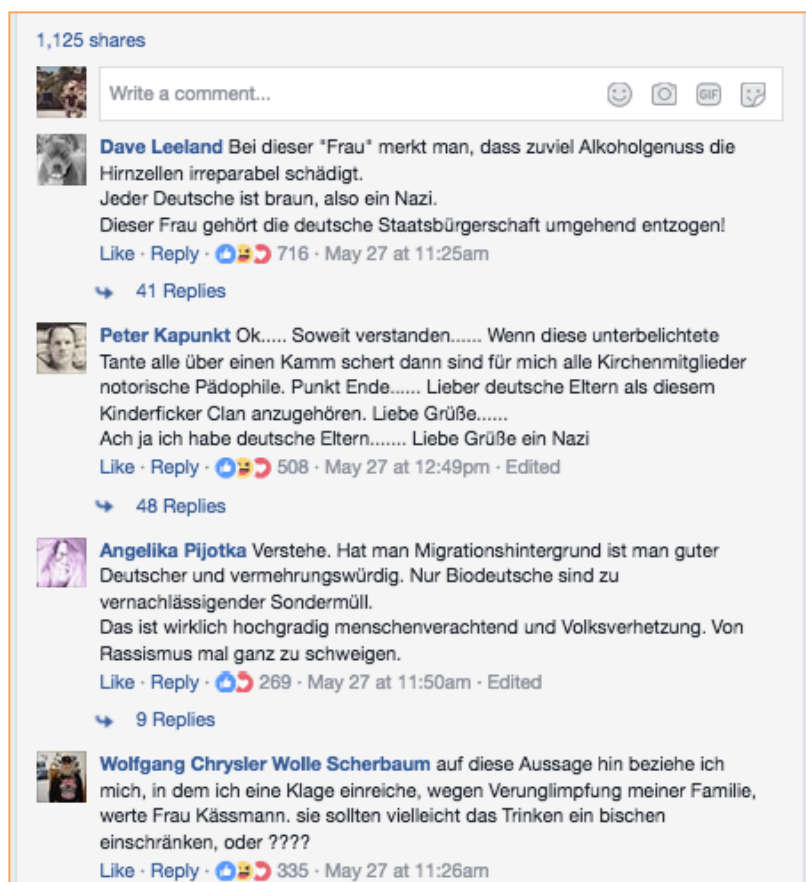 1,125 shares
Write a comment...
GIF
Dave Leeland Bei dieser "Frau" merkt man, dass zuviel Alkoholgenuss die
Hirnzellen irreparabel schädigt.
Jeder Deutsche ist braun, also ein Nazi.
Dieser Frau gehört die deutsche Staatsbürgerschaft umgehend entzogen!
Like · Reply · 716 · May 27 at 11:25am
41 Replies
Peter Kapunkt Ok..... Soweit verstanden...... Wenn diese unterbelichtete
Tante alle über einen Kamm schert dann sind für mich alle Kirchenmitglieder
notorische Pädophile. Punkt Ende...... Lieber deutsche Eltern als diesem
Kinderficker Clan anzugehören. Liebe Grüße......
Ach ja ich habe deutsche Eltern....... Liebe Grüße ein Nazi
Like · Reply · 508 · May 27 at 12:49pm · Edited
48 Replies
Angelika Pijotka Verstehe. Hat man Migrationshintergrund ist man guter
Deutscher und vermehrungswürdig. Nur Biodeutsche sind zu
vernachlässigender Sondermüll.
Das ist wirklich hochgradig menschenverachtend und Volksverhetzung. Von
Rassismus mal ganz zu schweigen.
Like · Reply · 269 · May 27 at 11:50am · Edited
9 Replies
Wolfgang Chrysler Wolle Scherbaum auf diese Aussage hin beziehe ich
mich, in dem ich eine Klage einreiche, wegen Verunglimpfung meiner Familie,
werte Frau Kässmann. sie sollten vielleicht das Trinken ein bischen
einschränken, oder ????
Like · Reply · 335 · May 27 at 11:26am